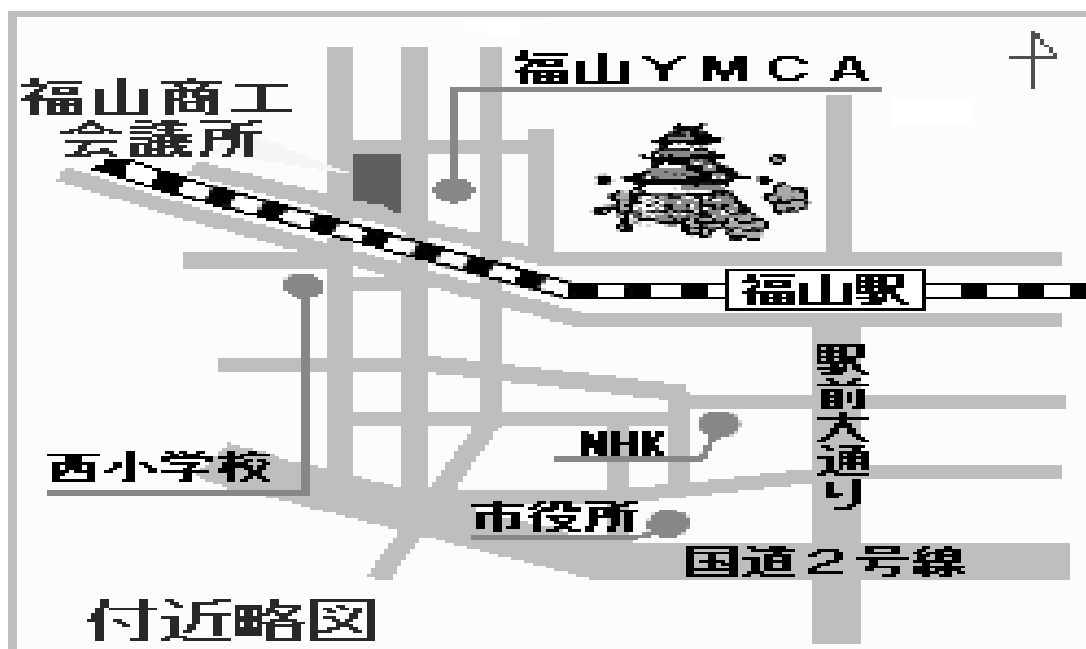 福山ＹＭＣＡ
福山商工
会議所
福山駅
駅前大通り
NHK
西小学校
市役所
国道２号線
付近略図